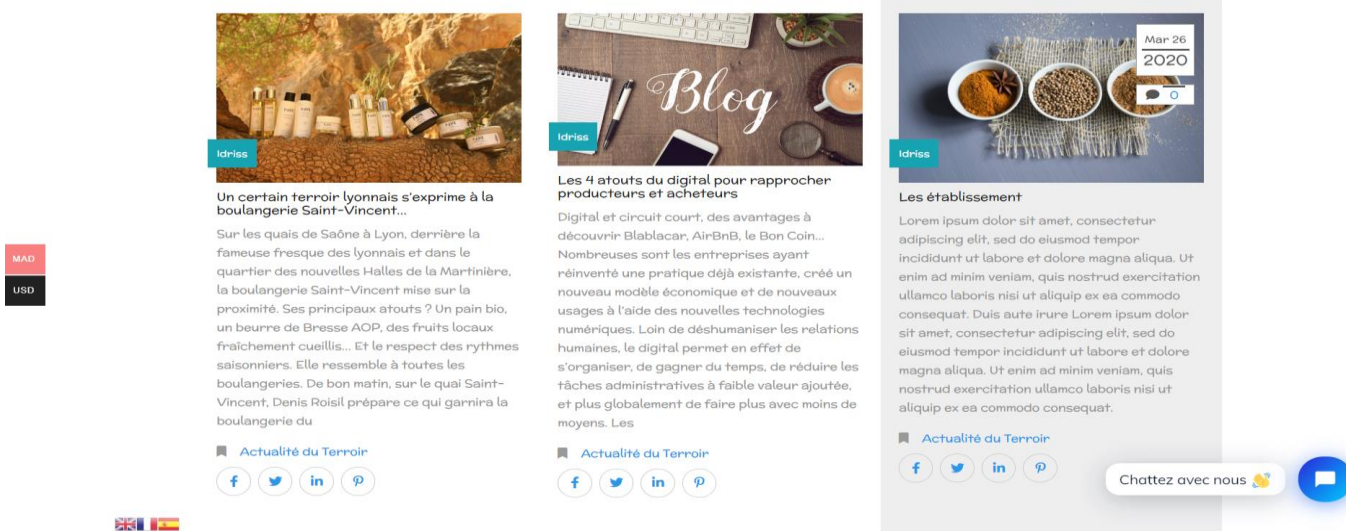 MAD
USD
Idriss
Un certain terroir lyonnais s'exprime à la
boulangerie Saint-Vincent...
Sur les quais de Saône à Lyon, derrière la
fameuse fresque des lyonnais et dans le
quartier des nouvelles Halles de la Martinière,
la boulangerie Saint-Vincent mise sur la
proximité. Ses principaux atouts ? Un pain bio,
un beurre de Bresse AOP, des fruits locaux
fraîchement cueillis... Et le respect des rythmes
saisonniers. Elle ressemble à toutes les
boulangeries. De bon matin, sur le quai Saint-
Vincent, Denis Roisil prépare ce qui garnira la
boulangerie du
Actualité du Terroir
Blog
Idriss
Les 4 atouts du digital pour rapprocher
producteurs et acheteurs
Digital et circuit court, des avantages à
découvrir Blablacar, AirBnB, le Bon Coin...
Nombreuses sont les entreprises ayant
réinventé une pratique déjà existante, créé un
nouveau modèle économique et de nouveaux
usages à l'aide des nouvelles technologies
numériques. Loin de déshumaniser les relations
humaines, le digital permet en effet de
s'organiser, de gagner du temps, de réduire les
tâches administratives à faible valeur ajoutée,
et plus globalement de faire plus avec moins de
moyens. Les
Actualité du Terroir
Mar 26
2020
0
Idriss
Les établissement
Lorem ipsum dolor sit amet, consectetur
adipiscing elit, sed do eiusmod tempor
incididunt ut labore et dolore magna aliqua. Ut
enim ad minim veniam, quis nostrud exercitation
ullamco laboris nisi ut aliquip ex ea commodo
consequat. Duis aute irure Lorem ipsum dolor
sit amet, consectetur adipiscing elit, sed do
eiusmod tempor incididunt ut labore et dolore
magna aliqua. Ut enim ad minim veniam, quis
nostrud exercitation ullamco laboris nisi ut
aliquip ex ea commodo consequat.
Actualité du Terroir
Chattez avec nous